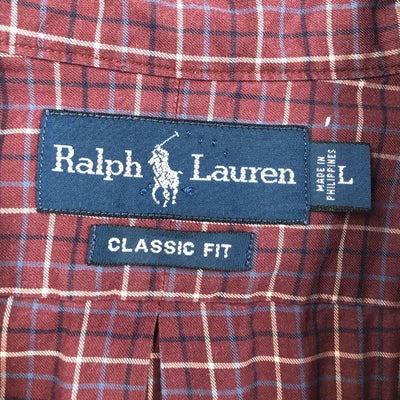 Ralph Lauren
MADE IN
PHILIPPINES
L
CLASSIC FIT